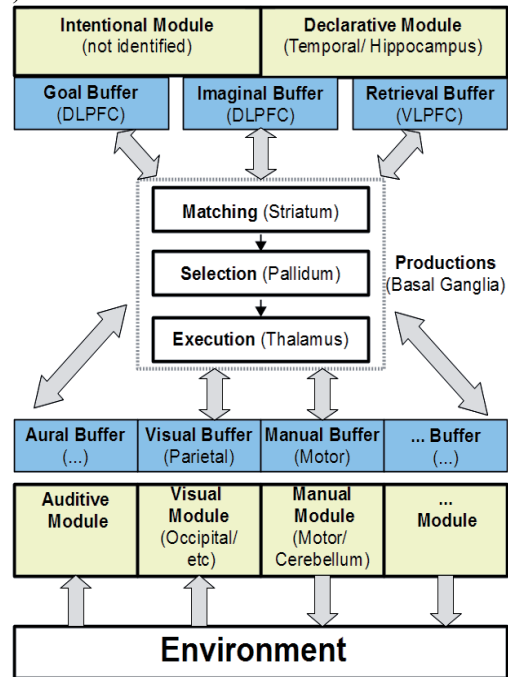 )
Intentional Module
(not identified)
Declarative Module
(Temporal/ Hippocampus)
Goal Buffer
(DLPFC)
Imaginal Buffer
(DLPFC)
Retrieval Buffer
(VLPFC)
Matching (Striatum)
Selection (Pallidum)
Execution (Thalamus)
Productions
(Basal Ganglia)
Aural Buffer
(...)
Visual Buffer
(Parietal)
Manual Buffer
(Motor)
... Buffer
(...)
Auditive
Module
Visual
Module
(Occipital/
etc)
Manual
Module
(Motor/
Cerebellum)
...
Module
Environment